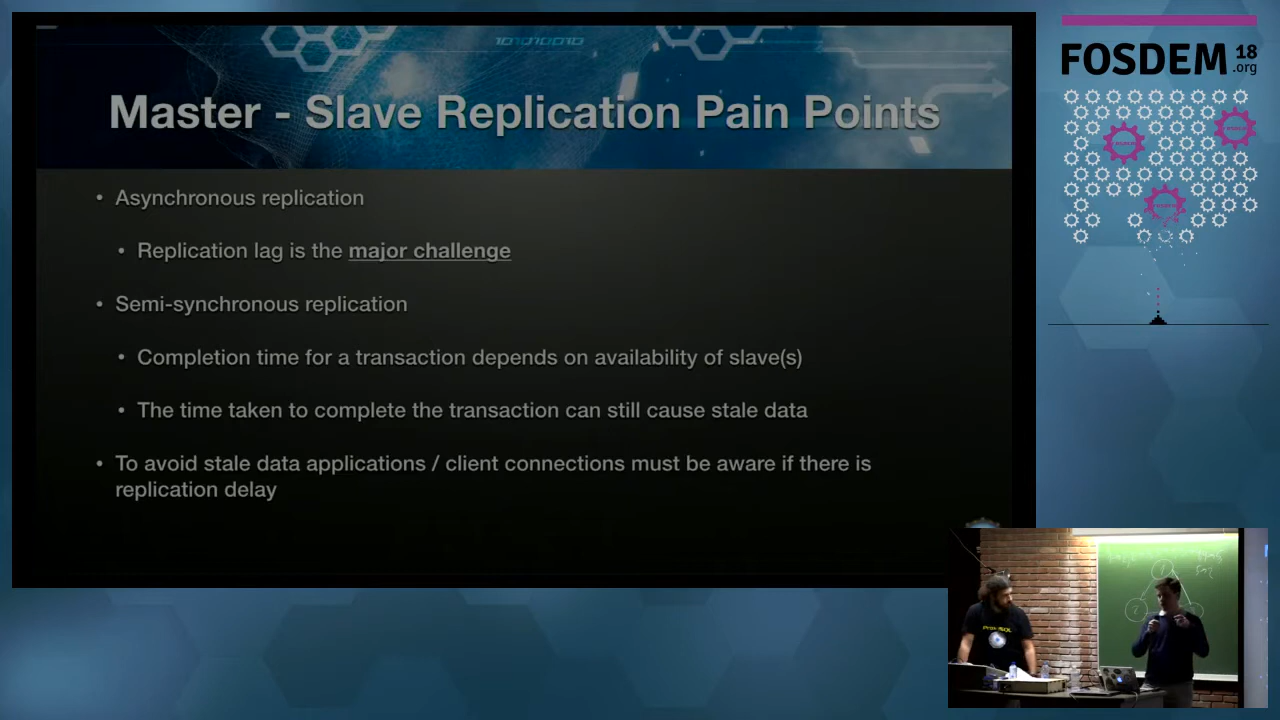 Master - Slave Replication Pain Points
• Asynchronous replication
• Replication lag is the major challenge
• Semi-synchronous replication
• Completion time for a transaction depends on availability of slave(s)
• The time taken to complete the transaction can still cause stale data
• To avoid stale data applications / client connections must be aware if there is
replication delay
FOSDEM 18
.org
ProxySQL